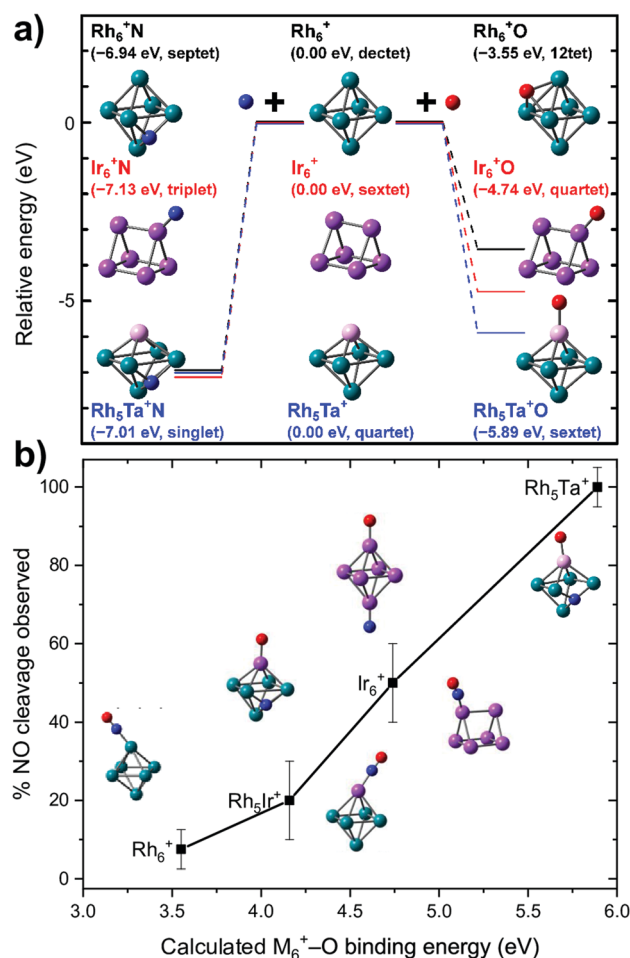 a)
Rh₆⁺N
(−6.94 eV, septet)
Rh₆⁺
(0.00 eV, dectet)
Rh₆⁺O
(−3.55 eV, 12tet)
+
+
0
Ir₆⁺N
(−7.13 eV, triplet)
Ir₆⁺
(0.00 eV, sextet)
Ir₆⁺O
(−4.74 eV, quartet)
-5
Relative energy (eV)
Rh₅Ta⁺N
(−7.01 eV, singlet)
Rh₅Ta⁺
(0.00 eV, quartet)
Rh₅Ta⁺O
(−5.89 eV, sextet)
b)
% NO cleavage observed
100
80
60
40
20
0
Rh₅Ta⁺
Ir₆⁺
Rh₅Ir⁺
Rh₆⁺
3.0 3.5 4.0 4.5 5.0 5.5 6.0
Calculated M₆⁺–O binding energy (eV)